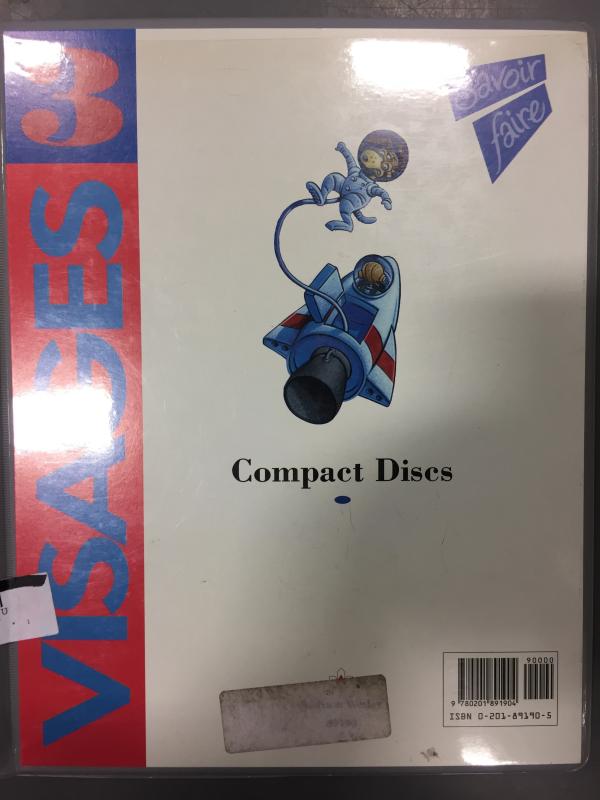 VISAGES 3
savoir
faire
Compact Discs
90000
9 780201 891904
ISBN 0-201-89190-5
U